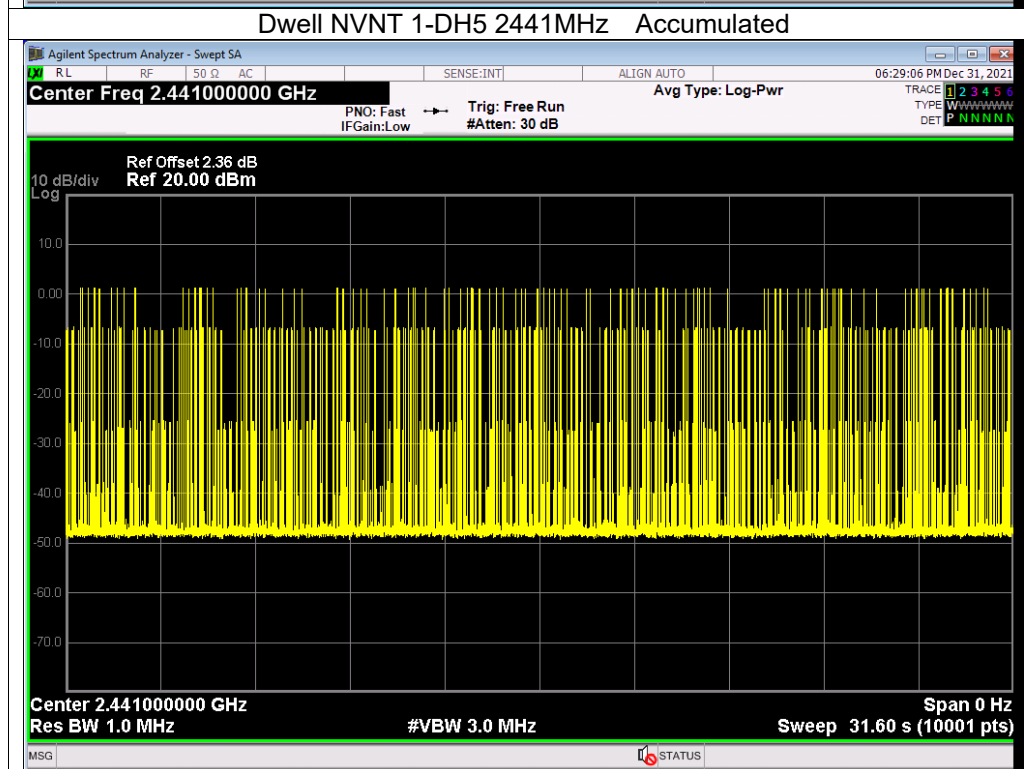 Dwell NVNT 1-DH5 2441MHz Accumulated
Agilent Spectrum Analyzer - Swept SA
LXI RL RF 50 Ω AC SENSE:INT ALIGN AUTO 06:29:06 PM Dec 31, 2021
Center Freq 2.441000000 GHz Avg Type: Log-Pwr TRACE 1 2 3 4 5 6
PNO: Fast Trig: Free Run TYPE WWWWWW
IFGain:Low #Atten: 30 dB DET P N N N N N
Ref Offset 2.36 dB
10 dB/div Ref 20.00 dBm
Log
10.0
0.00
-10.0
-20.0
-30.0
-40.0
-50.0
-60.0
-70.0
Center 2.441000000 GHz Span 0 Hz
Res BW 1.0 MHz #VBW 3.0 MHz Sweep 31.60 s (10001 pts)
MSG STATUS